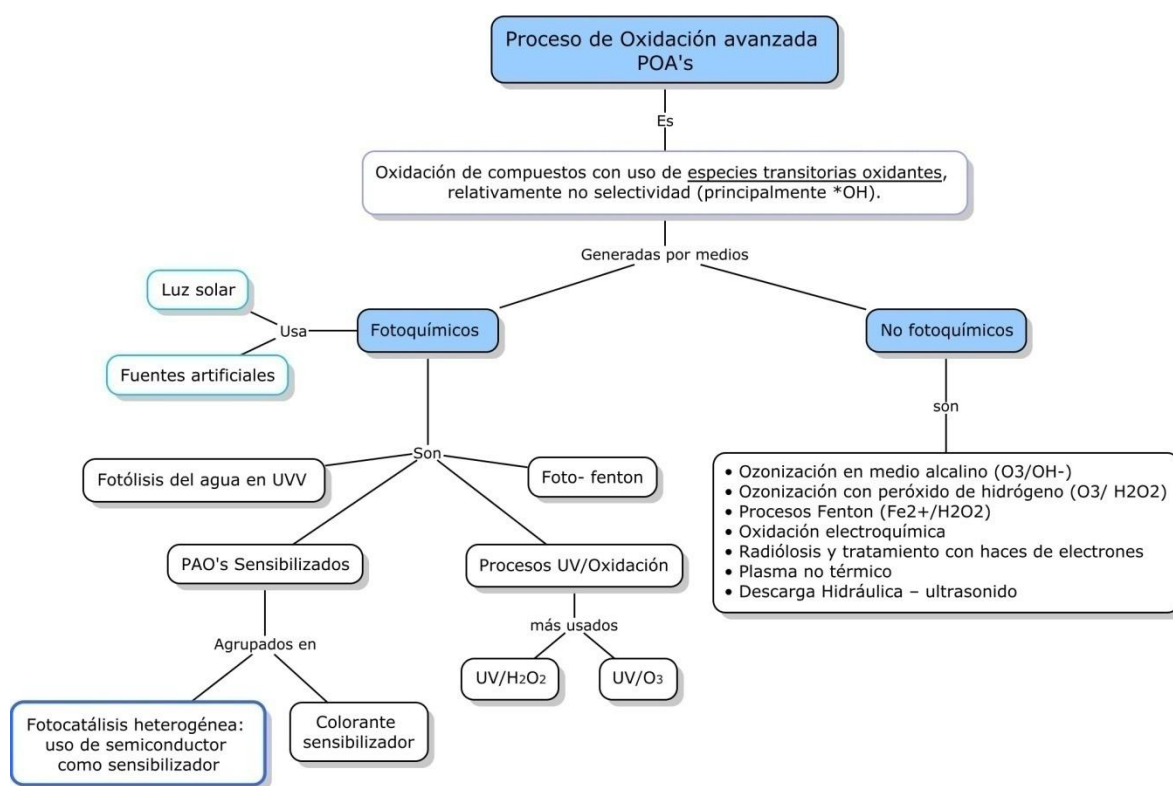 Proceso de Oxidación avanzada
POA's
Es
Oxidación de compuestos con uso de especies transitorias oxidantes,
relativamente no selectividad (principalmente *OH).
Generadas por medios
Luz solar
Usa
Fuentes artificiales
Fotoquímicos
No fotoquímicos
Son
Fotólisis del agua en UVV
Foto- fenton
PAO's Sensibilizados
Procesos UV/Oxidación
Agrupados en
más usados
Fotocatálisis heterogénea:
uso de semiconductor
como sensibilizador
Colorante
sensibilizador
UV/H2O2
UV/O3
són
• Ozonización en medio alcalino (O3/OH-)
• Ozonización con peróxido de hidrógeno (O3/ H2O2)
• Procesos Fenton (Fe2+/H2O2)
• Oxidación electroquímica
• Radiólosis y tratamiento con haces de electrones
• Plasma no térmico
• Descarga Hidráulica – ultrasonido